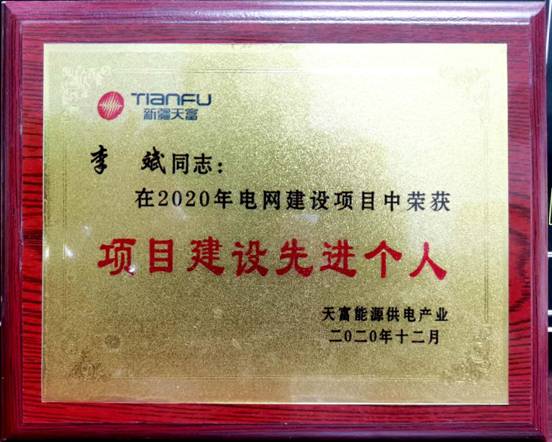 TIANFU
新疆天富
李斌同志：
在2020年电网建设项目中荣获
项目建设先进个人
天富能源供电产业
二〇二〇年十二月